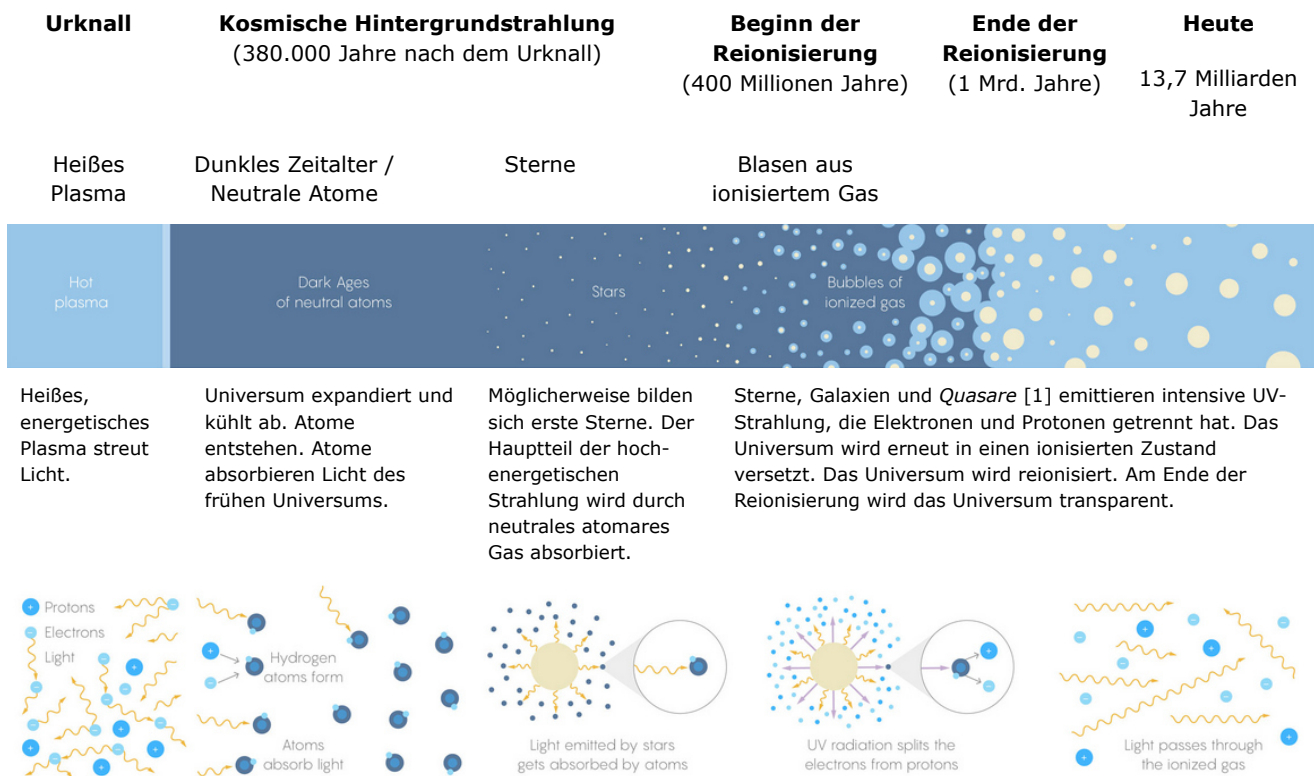 Urknall
Kosmische Hintergrundstrahlung
(380.000 Jahre nach dem Urknall)
Beginn der
Reionisierung
(400 Millionen Jahre)
Ende der
Reionisierung
(1 Mrd. Jahre)
Heute
13,7 Milliarden
Jahre
Heißes
Plasma
Dunkles Zeitalter /
Neutrale Atome
Sterne
Blasen aus
ionisiertem Gas
Hot
plasma
Dark Ages
of neutral atoms
Stars
Bubbles of
ionized gas
Heißes,
energetisches
Plasma streut
Licht.
Universum expandiert und
kühlt ab. Atome
entstehen. Atome
absorbieren Licht des
frühen Universums.
Möglicherweise bilden
sich erste Sterne. Der
Hauptteil der hoch-
energetischen
Strahlung wird durch
neutrales atomares
Gas absorbiert.
Sterne, Galaxien und Quasare [1] emittieren intensive UV-
Strahlung, die Elektronen und Protonen getrennt hat. Das
Universum wird erneut in einen ionisierten Zustand
versetzt. Das Universum wird reionisiert. Am Ende der
Reionisierung wird das Universum transparent.
Protons
Electrons
Light
Hydrogen
atoms form
Atoms
absorb light
Light emitted by stars
gets absorbed by atoms
UV radiation splits the
electrons from protons
Light passes through
the ionized gas